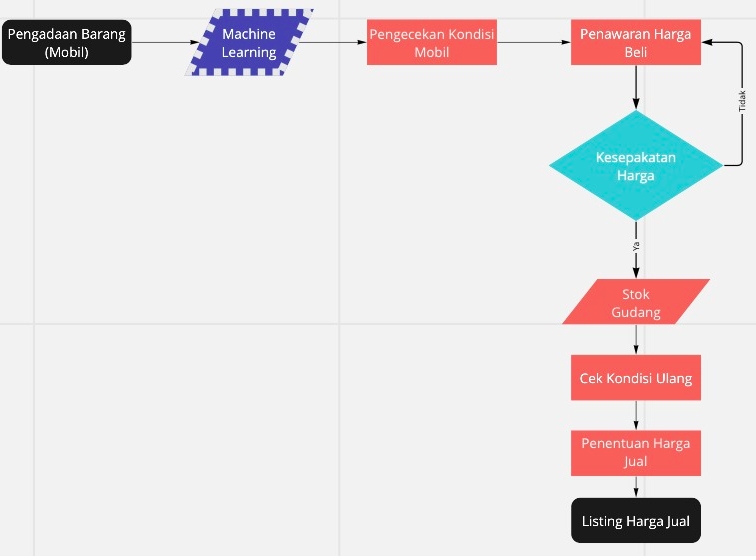 Pengadaan Barang
(Mobil)
Machine
Learning
Pengecekan Kondisi
Mobil
Penawaran Harga
Beli
Tidak
Kesepakatan
Harga
Ya
Stok
Gudang
Cek Kondisi Ulang
Penentuan Harga
Jual
Listing Harga Jual